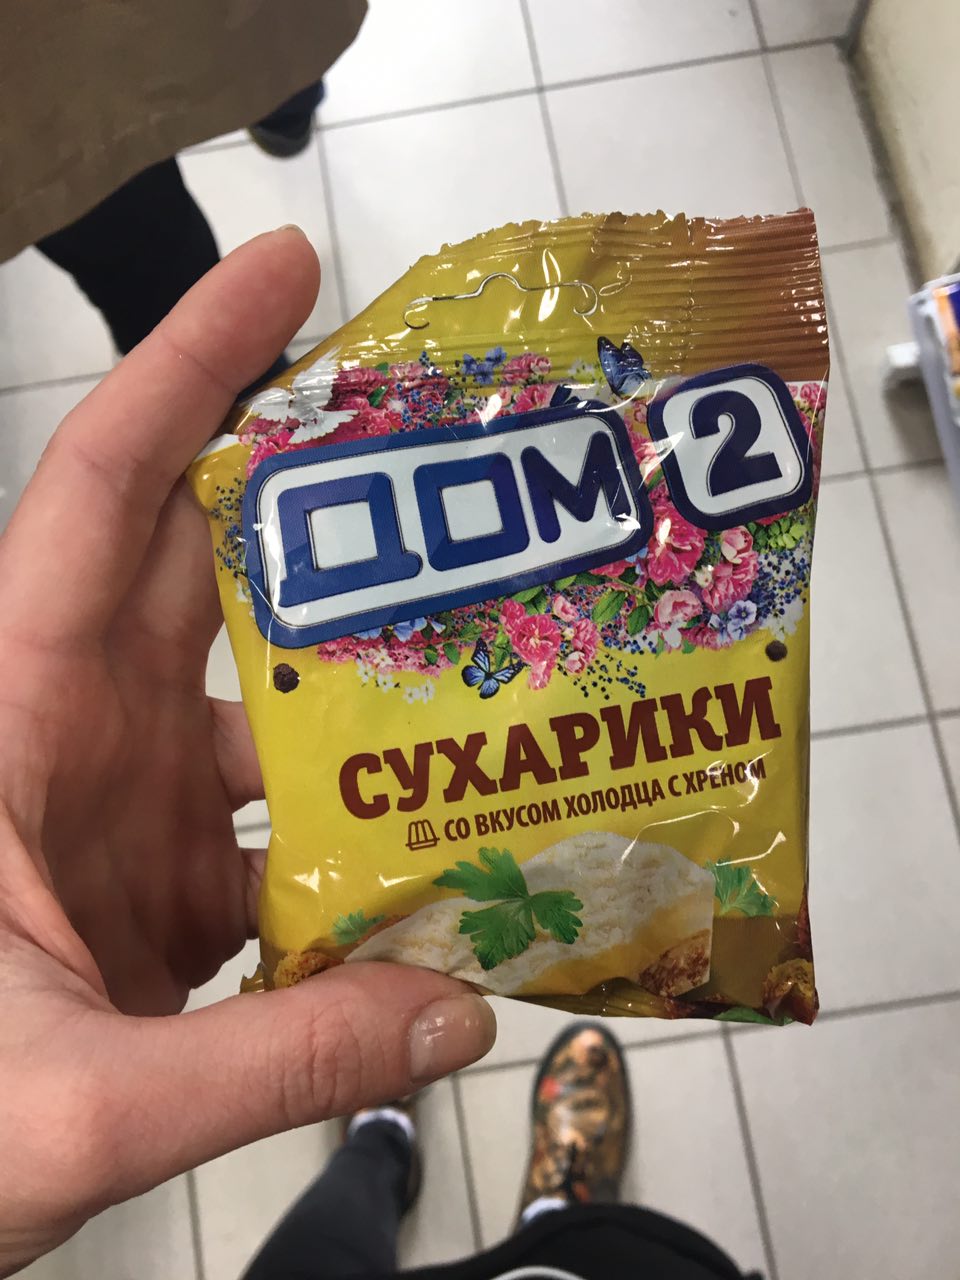 ДОМ 2
СУХАРИКИ
СО ВКУСОМ ХОЛОДЦА С ХРЕНОМ